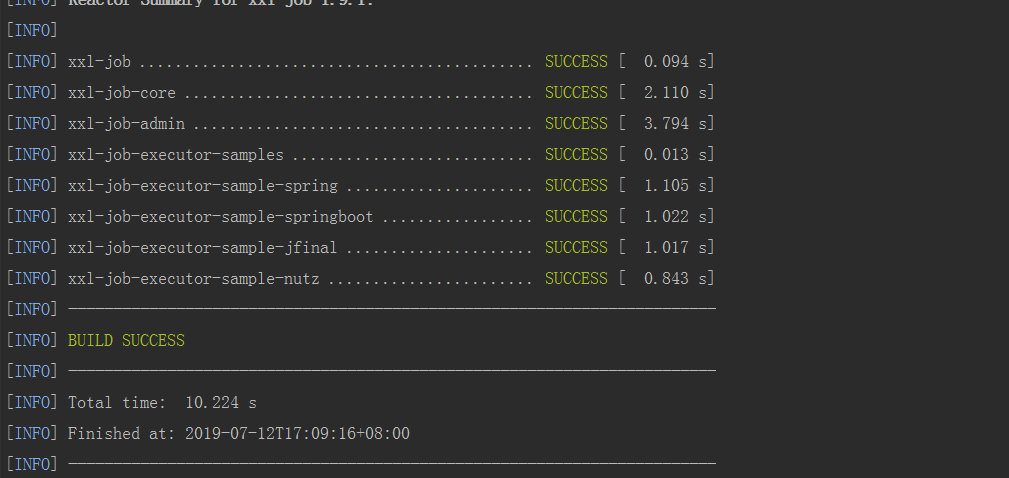 [INFO] Reactor Summary for xxl-job 1.9.1:
[INFO]
[INFO] xxl-job ............................................ SUCCESS [  0.094 s]
[INFO] xxl-job-core ....................................... SUCCESS [  2.110 s]
[INFO] xxl-job-admin ...................................... SUCCESS [  3.794 s]
[INFO] xxl-job-executor-samples ........................... SUCCESS [  0.013 s]
[INFO] xxl-job-executor-sample-spring ..................... SUCCESS [  1.105 s]
[INFO] xxl-job-executor-sample-springboot ................. SUCCESS [  1.022 s]
[INFO] xxl-job-executor-sample-jfinal ..................... SUCCESS [  1.017 s]
[INFO] xxl-job-executor-sample-nutz ....................... SUCCESS [  0.843 s]
[INFO] ------------------------------------------------------------------------
[INFO] BUILD SUCCESS
[INFO] ------------------------------------------------------------------------
[INFO] Total time:  10.224 s
[INFO] Finished at: 2019-07-12T17:09:16+08:00
[INFO] ------------------------------------------------------------------------